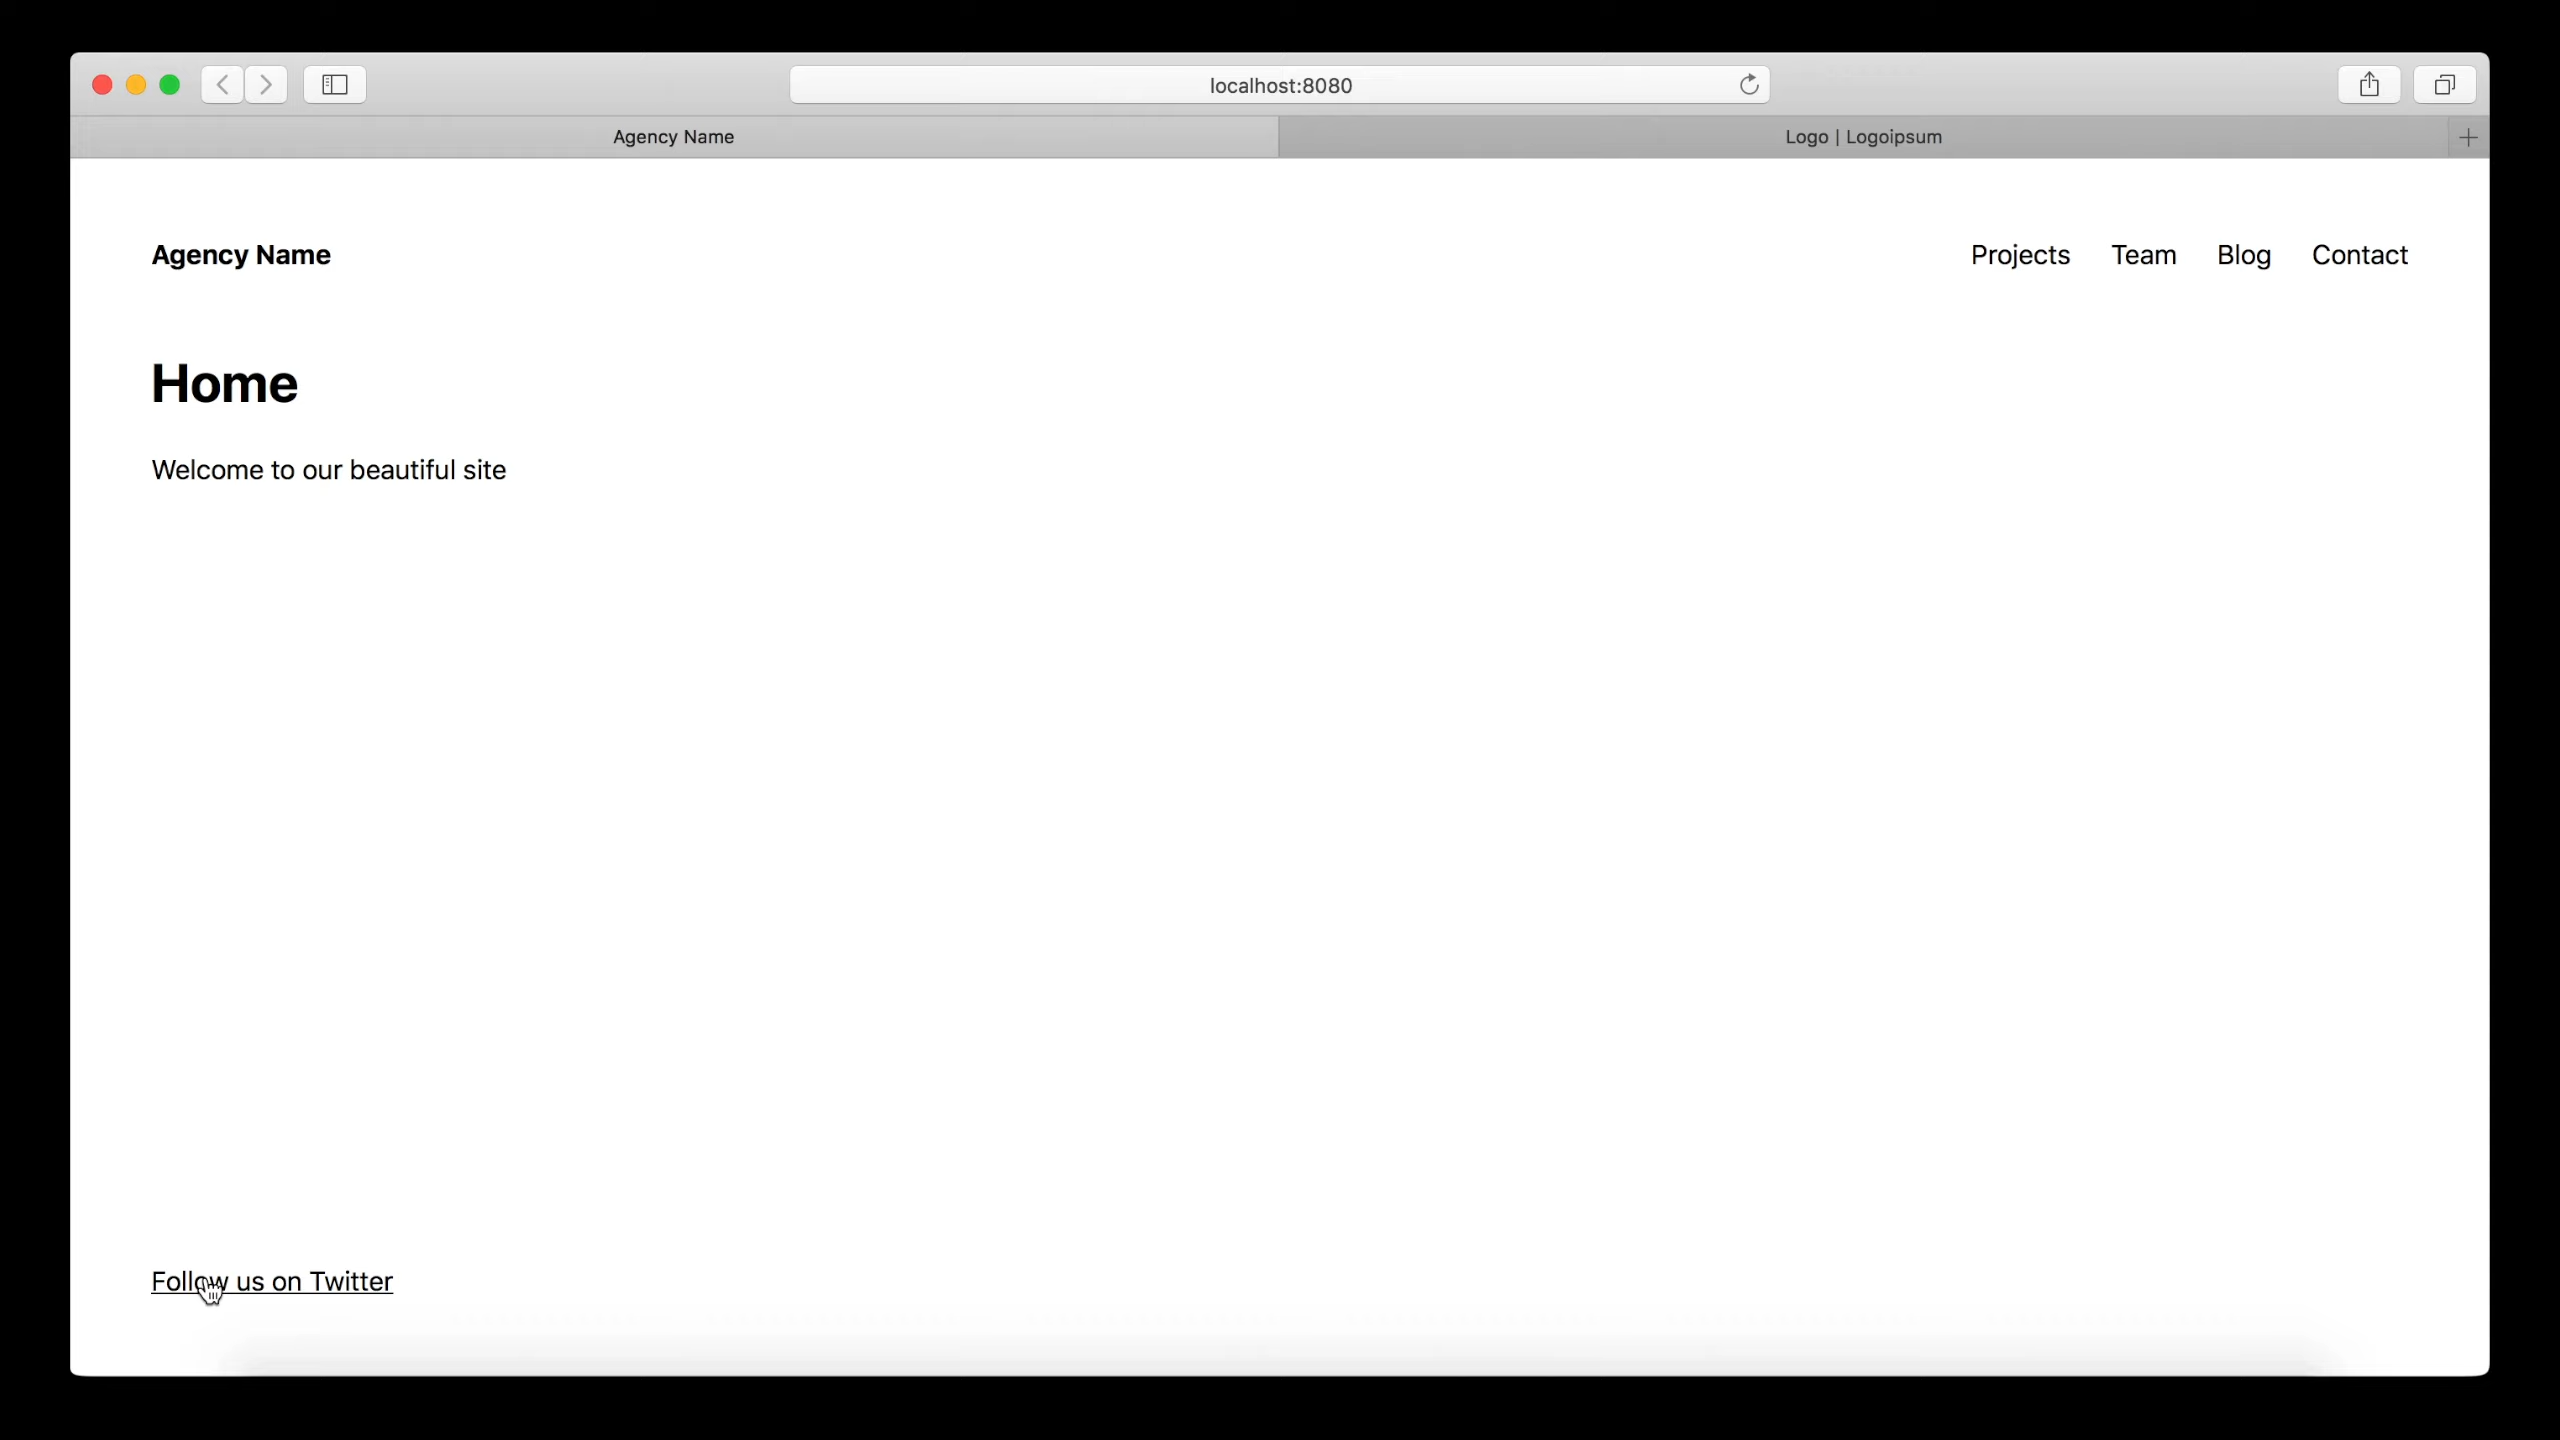 localhost:8080
Agency Name
Logo | Logoipsum
Agency Name
Projects Team Blog Contact
Home
Welcome to our beautiful site
Follow us on Twitter